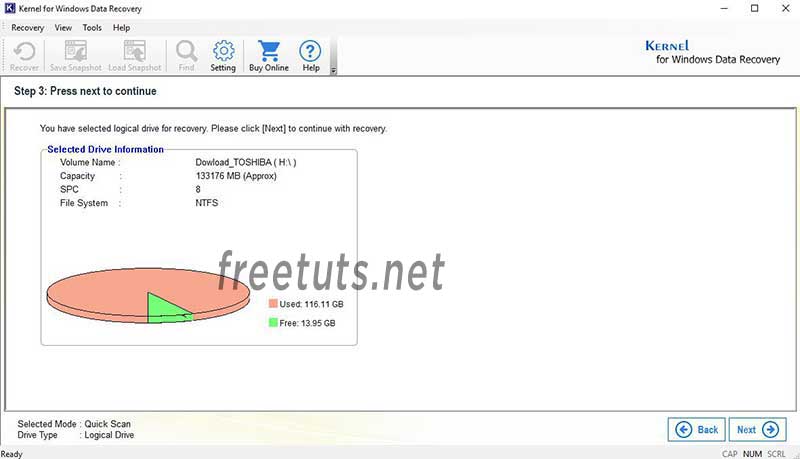 Kernel for Windows Data Recovery
Recovery View Tools Help
Recover Save Snapshot Load Snapshot Find Setting Buy Online Help
KERNEL
for Windows Data Recovery
Step 3: Press next to continue
You have selected logical drive for recovery. Please click [Next] to continue with recovery.
Selected Drive Information
Volume Name : Dowload_TOSHIBA ( H:\ )
Capacity : 133176 MB (Approx)
SPC : 8
File System : NTFS
freetuts.net
Used: 116.11 GB
Free: 13.95 GB
Selected Mode : Quick Scan
Drive Type : Logical Drive
Back Next
Ready CAP NUM SCRL